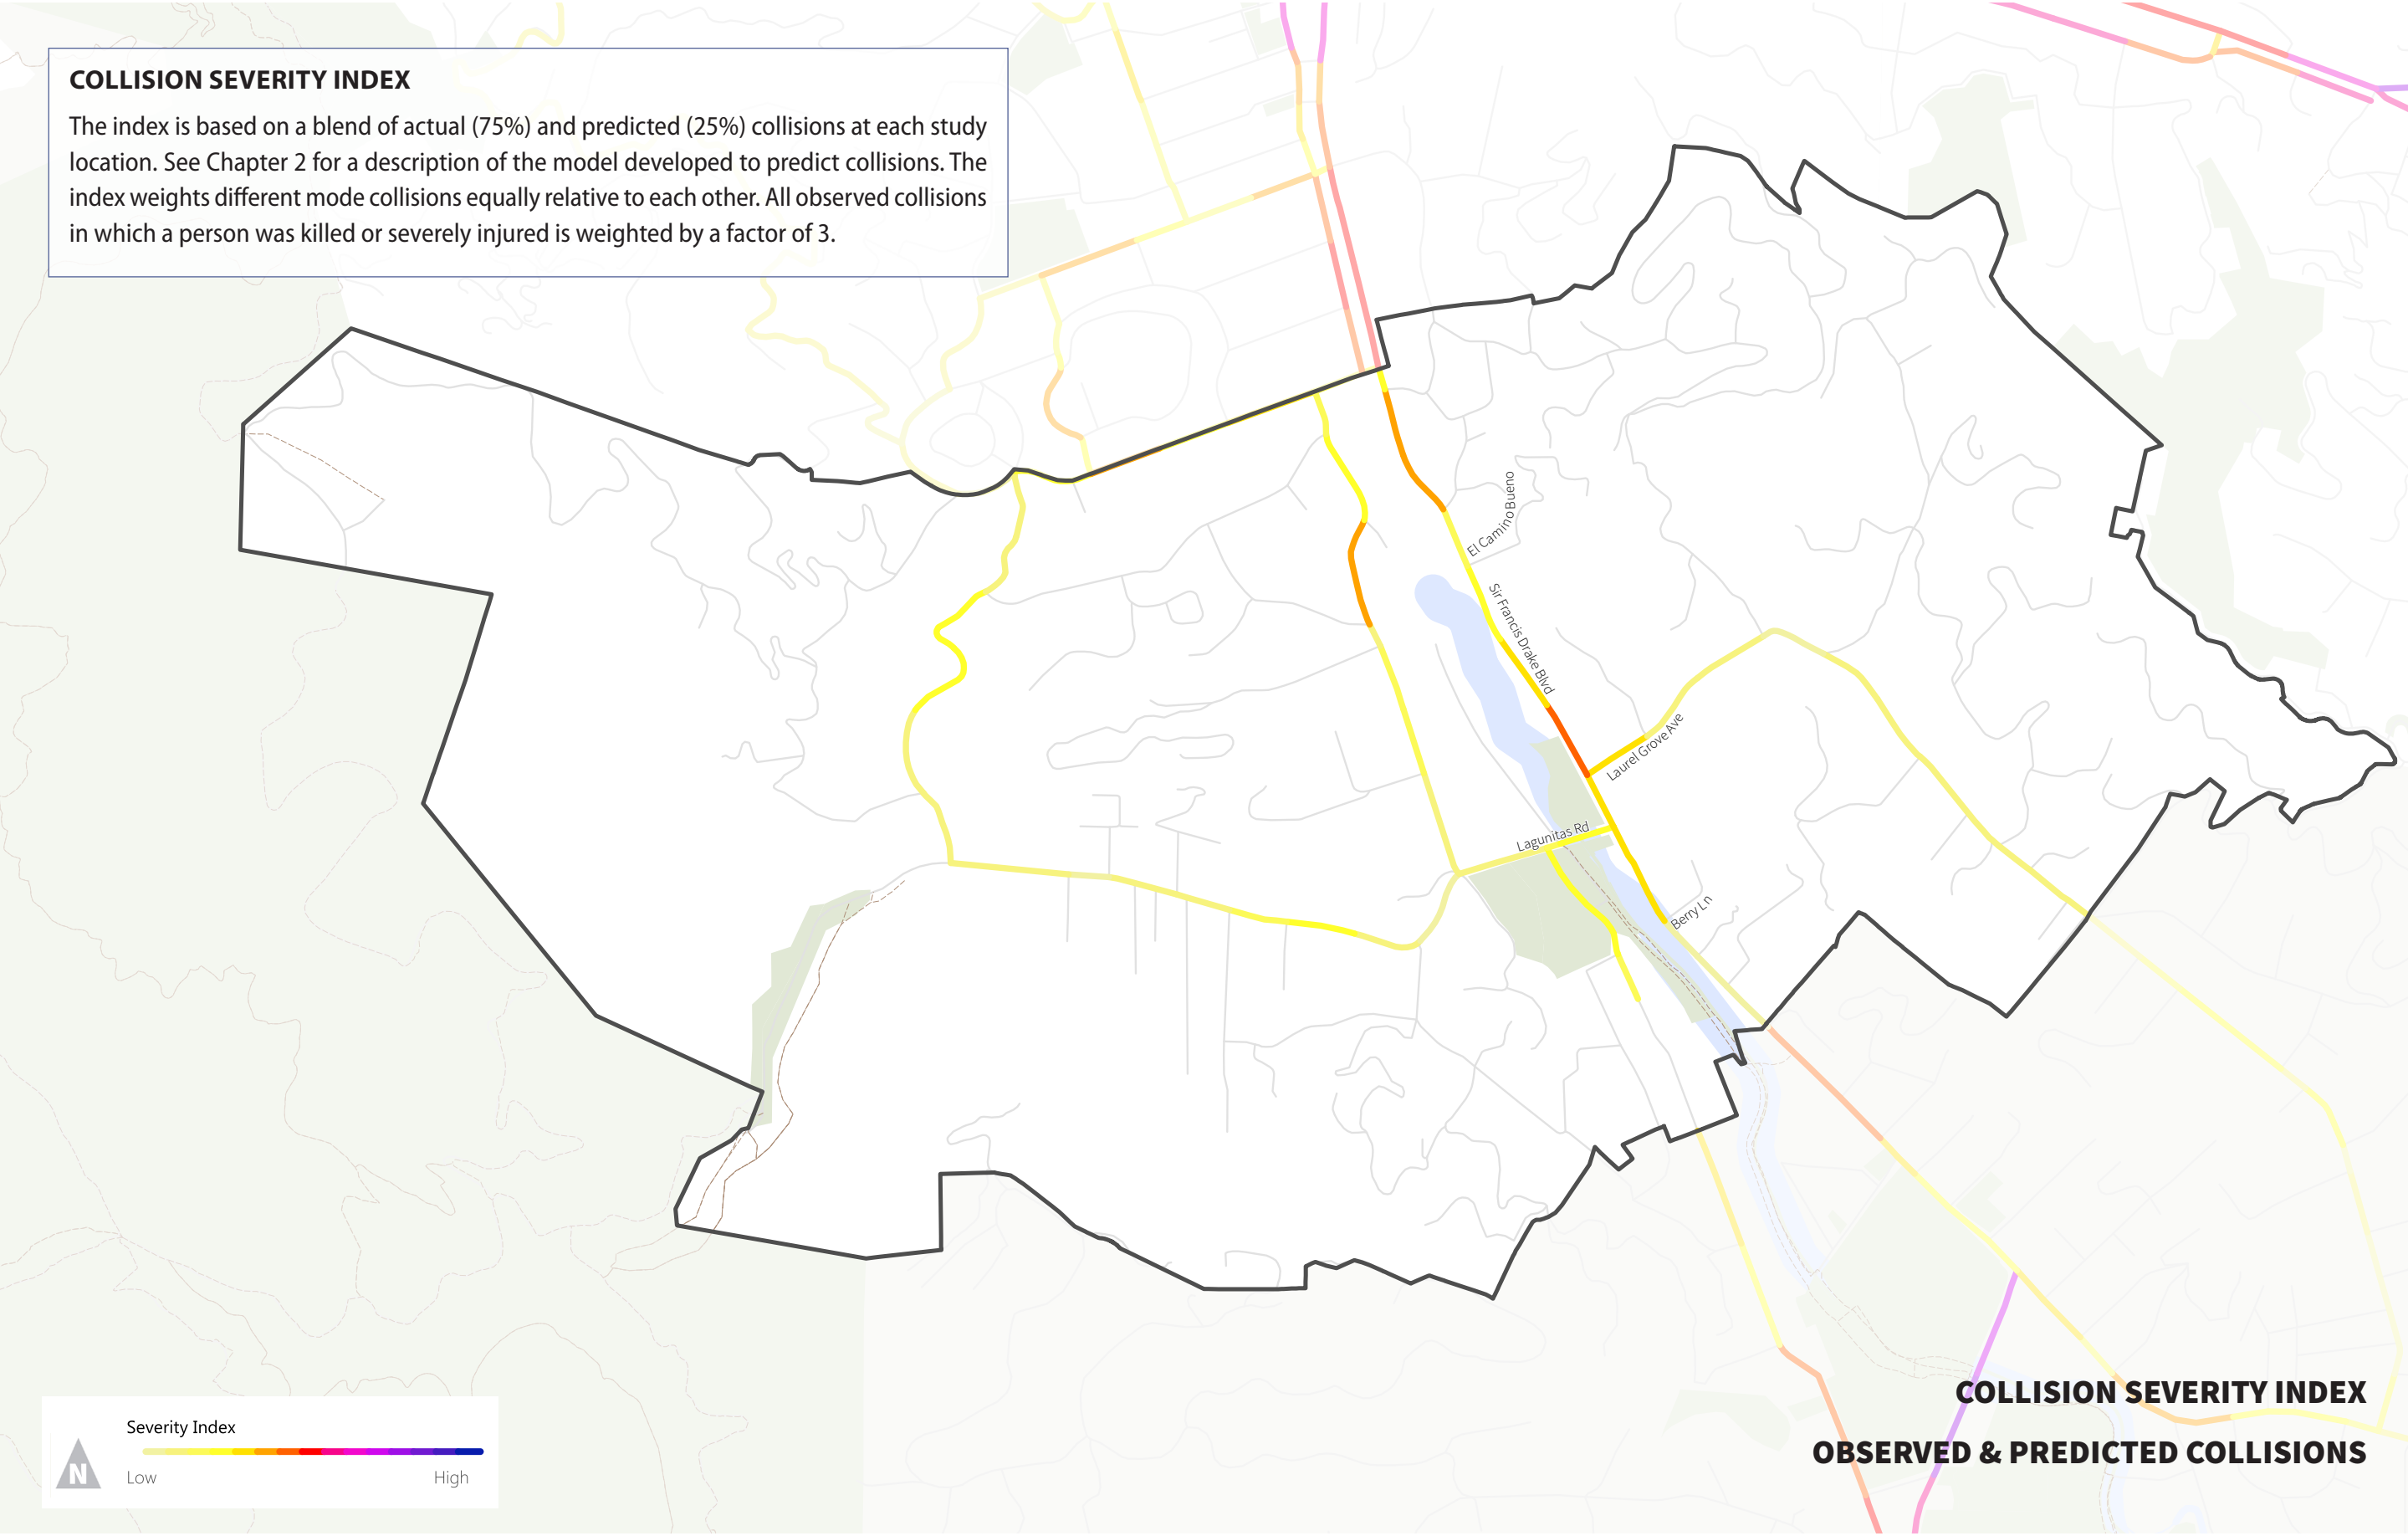 COLLISION SEVERITY INDEX
The index is based on a blend of actual (75%) and predicted (25%) collisions at each study
location. See Chapter 2 for a description of the model developed to predict collisions. The
index weights different mode collisions equally relative to each other. All observed collisions
in which a person was killed or severely injured is weighted by a factor of 3.
El Camino Bueno
Sir Francis Drake Blvd
Laurel Grove Ave
Lagunitas Rd
Berry Ln
N
Severity Index
Low
High
COLLISION SEVERITY INDEX
OBSERVED & PREDICTED COLLISIONS